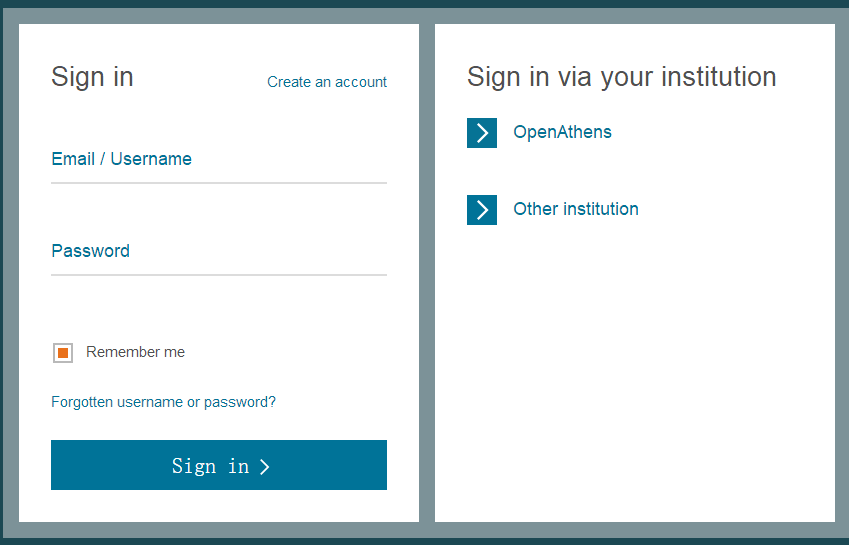 Sign in
Create an account
Email / Username
Password
Remember me
Forgotten username or password?
Sign in
Sign in via your institution
OpenAthens
Other institution